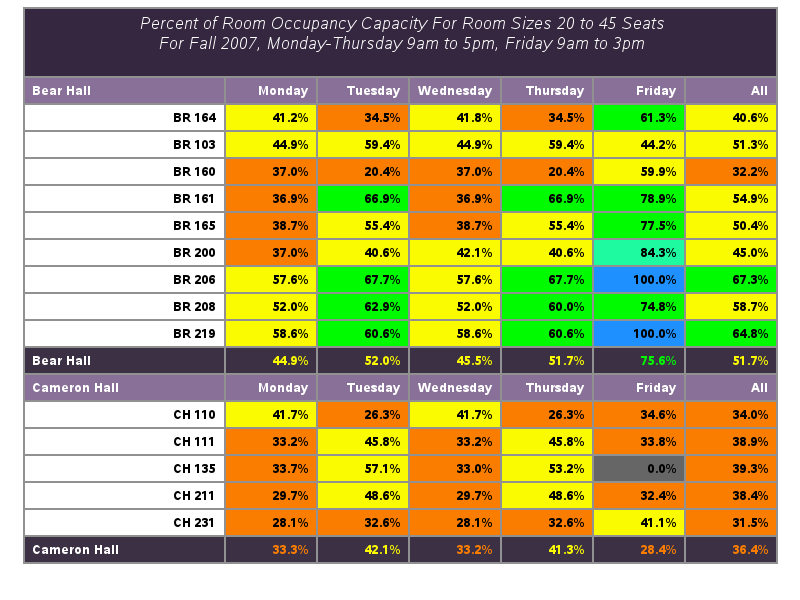 Percent of Room Occupancy Capacity For Room Sizes 20 to 45 Seats
For Fall 2007, Monday-Thursday 9am to 5pm, Friday 9am to 3pm
Bear Hall Monday Tuesday Wednesday Thursday Friday All
BR 164 41.2% 34.5% 41.8% 34.5% 61.3% 40.6%
BR 103 44.9% 59.4% 44.9% 59.4% 44.2% 51.3%
BR 160 37.0% 20.4% 37.0% 20.4% 59.9% 32.2%
BR 161 36.9% 66.9% 36.9% 66.9% 78.9% 54.9%
BR 165 38.7% 55.4% 38.7% 55.4% 77.5% 50.4%
BR 200 37.0% 40.6% 42.1% 40.6% 84.3% 45.0%
BR 206 57.6% 67.7% 57.6% 67.7% 100.0% 67.3%
BR 208 52.0% 62.9% 52.0% 60.0% 74.8% 58.7%
BR 219 58.6% 60.6% 58.6% 60.6% 100.0% 64.8%
Bear Hall 44.9% 52.0% 45.5% 51.7% 75.6% 51.7%
Cameron Hall Monday Tuesday Wednesday Thursday Friday All
CH 110 41.7% 26.3% 41.7% 26.3% 34.6% 34.0%
CH 111 33.2% 45.8% 33.2% 45.8% 33.8% 38.9%
CH 135 33.7% 57.1% 33.0% 53.2% 0.0% 39.3%
CH 211 29.7% 48.6% 29.7% 48.6% 32.4% 38.4%
CH 231 28.1% 32.6% 28.1% 32.6% 41.1% 31.5%
Cameron Hall 33.3% 42.1% 33.2% 41.3% 28.4% 36.4%